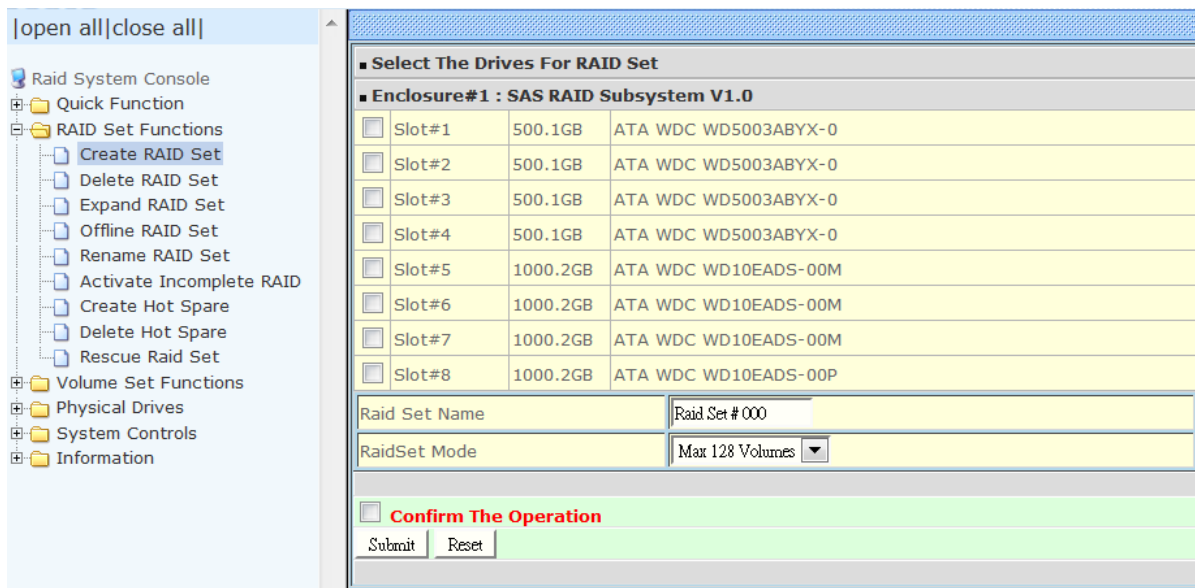 |open all|close all|
Raid System Console
Quick Function
RAID Set Functions
Create RAID Set
Delete RAID Set
Expand RAID Set
Offline RAID Set
Rename RAID Set
Activate Incomplete RAID
Create Hot Spare
Delete Hot Spare
Rescue Raid Set
Volume Set Functions
Physical Drives
System Controls
Information
Select The Drives For RAID Set
Enclosure#1 : SAS RAID Subsystem V1.0
Slot#1 500.1GB ATA WDC WD5003ABYX-0
Slot#2 500.1GB ATA WDC WD5003ABYX-0
Slot#3 500.1GB ATA WDC WD5003ABYX-0
Slot#4 500.1GB ATA WDC WD5003ABYX-0
Slot#5 1000.2GB ATA WDC WD10EADS-00M
Slot#6 1000.2GB ATA WDC WD10EADS-00M
Slot#7 1000.2GB ATA WDC WD10EADS-00M
Slot#8 1000.2GB ATA WDC WD10EADS-00P
Raid Set Name Raid Set # 000
RaidSet Mode Max 128 Volumes
Confirm The Operation
Submit Reset